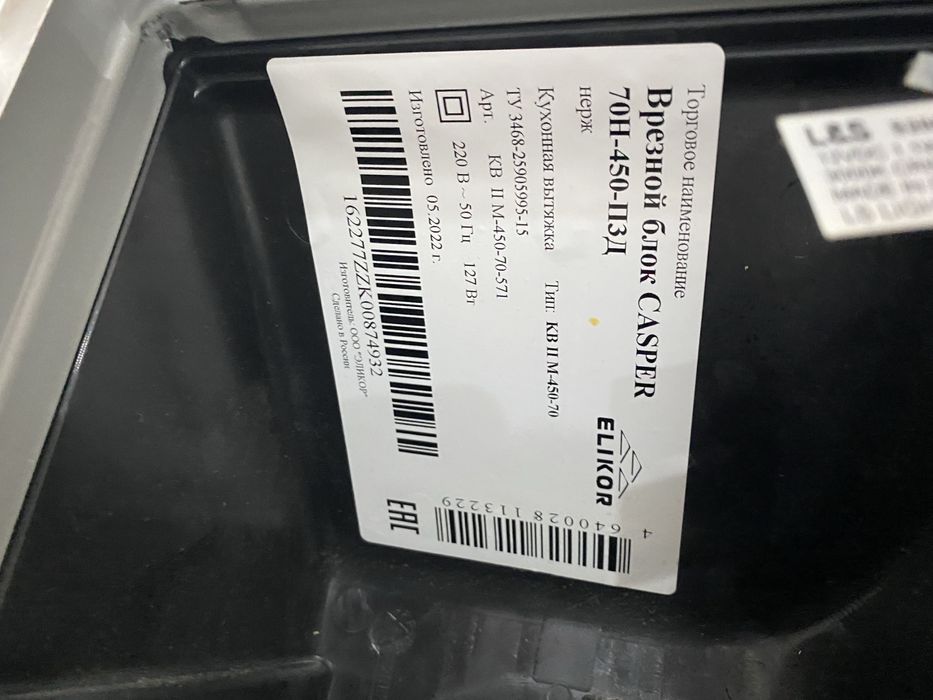 Торговое наименование
Врезной блок CASPER
70Н-450-П3Д
нерж
ELIKOR
Кухонная вытяжка Тип: КВ II М-450-70
ТУ 3468-25905995-15
Арт. КВ II М-450-70-571
220 В ~ 50 Гц 127 Вт
Изготовлено 05.2022 г.
162277ZZK00874932
Изготовитель: ООО "ЭЛИКОР"
Сделано в России
EAC
4 640028 113229
L&S